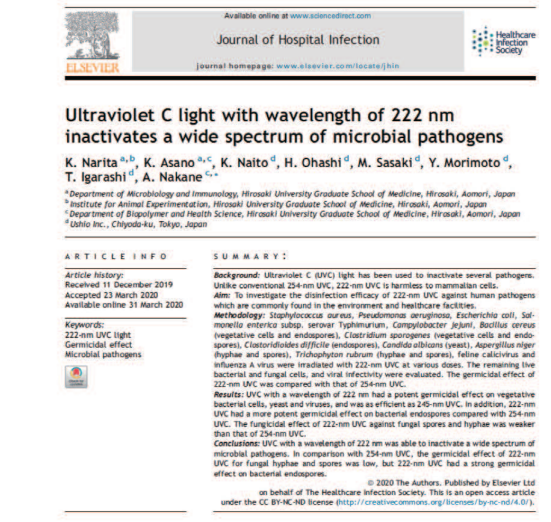 Available online at www.sciencedirect.com
Journal of Hospital Infection
journal homepage: www.elsevier.com/locate/jhin
ELSEVIER
Healthcare
Infection
Society
Ultraviolet C light with wavelength of 222 nm
inactivates a wide spectrum of microbial pathogens
K. Narita a,b, K. Asano a,c, K. Naito d, H. Ohashi d, M. Sasaki d, Y. Morimoto d,
T. Igarashi d, A. Nakane c,*
a Department of Microbiology and Immunology, Hirosaki University Graduate School of Medicine, Hirosaki, Aomori, Japan
b Institute for Animal Experimentation, Hirosaki University Graduate School of Medicine, Hirosaki, Aomori, Japan
c Department of Biopolymer and Health Science, Hirosaki University Graduate School of Medicine, Hirosaki, Aomori, Japan
d Ushio Inc., Chiyoda-ku, Tokyo, Japan
ARTICLE INFO
Article history:
Received 11 December 2019
Accepted 23 March 2020
Available online 31 March 2020
Keywords:
222-nm UVC light
Germicidal effect
Microbial pathogens
SUMMARY:
Background: Ultraviolet C (UVC) light has been used to inactivate several pathogens.
Unlike conventional 254-nm UVC, 222-nm UVC is harmless to mammalian cells.
Aim: To investigate the disinfection efficacy of 222-nm UVC against human pathogens
which are commonly found in the environment and healthcare facilities.
Methodology: Staphylococcus aureus, Pseudomonas aeruginosa, Escherichia coli, Sal-
monella enterica subsp. serovar Typhimurium, Campylobacter jejuni, Bacillus cereus
(vegetative cells and endospores), Clostridium sporogenes (vegetative cells and endo-
spores), Clostoridioides difficile (endospores), Candida albicans (yeast), Aspergillus niger
(hyphae and spores), Trichophyton rubrum (hyphae and spores), feline calicivirus and
influenza A virus were irradiated with 222-nm UVC at various doses. The remaining live
bacterial and fungal cells, and viral infectivity were evaluated. The germicidal effect of
222-nm UVC was compared with that of 254-nm UVC.
Results: UVC with a wavelength of 222 nm had a potent germicidal effect on vegetative
bacterial cells, yeast and viruses, and was as efficient as 245-nm UVC. In addition, 222-nm
UVC had a more potent germicidal effect on bacterial endospores compared with 254-nm
UVC. The fungicidal effect of 222-nm UVC against fungal spores and hyphae was weaker
than that of 254-nm UVC.
Conclusions: UVC with a wavelength of 222 nm was able to inactivate a wide spectrum of
microbial pathogens. In comparison with 254-nm UVC, the germicidal effect of 222-nm
UVC for fungal hyphae and spores was low, but 222-nm UVC had a strong germicidal
effect on bacterial endospores.
© 2020 The Authors. Published by Elsevier Ltd
on behalf of The Healthcare Infection Society. This is an open access article
under the CC BY-NC-ND license (http://creativecommons.org/licenses/by-nc-nd/4.0/).